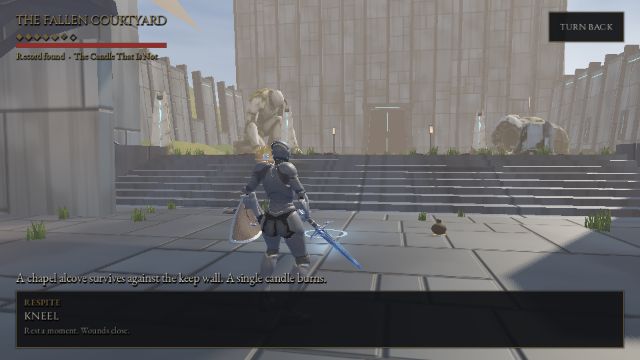 THE FALLEN COURTYARD
TURN BACK
Record found - The Candle That Is Not
A chapel alcove survives against the keep wall. A single candle burns.
RESPITE
KNEEL
Rest a moment. Wounds close.